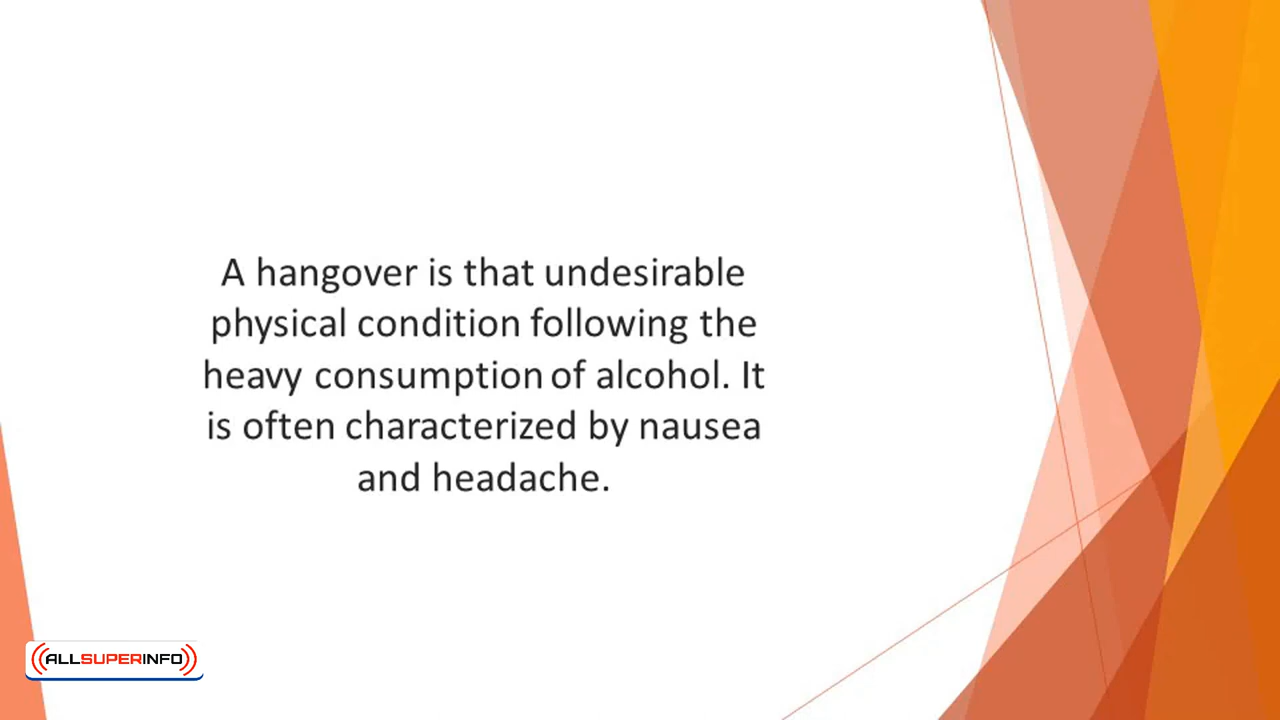 A hangover is that undesirable
physical condition following the
heavy consumption of alcohol. It
is often characterized by nausea
and headache.
ALLSUPERINFO